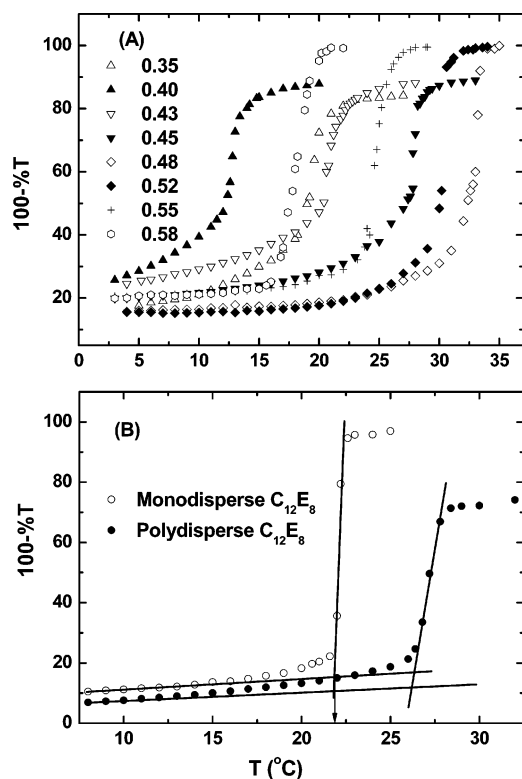 (A)
100-%T
100
80
60
40
20
0.35
0.40
0.43
0.45
0.48
0.52
0.55
0.58
0 5 10 15 20 25 30 35
(B)
100-%T
100
80
60
40
20
0
Monodisperse C₁₂E₈
Polydisperse C₁₂E₈
10 15 20 25 30
T (°C)